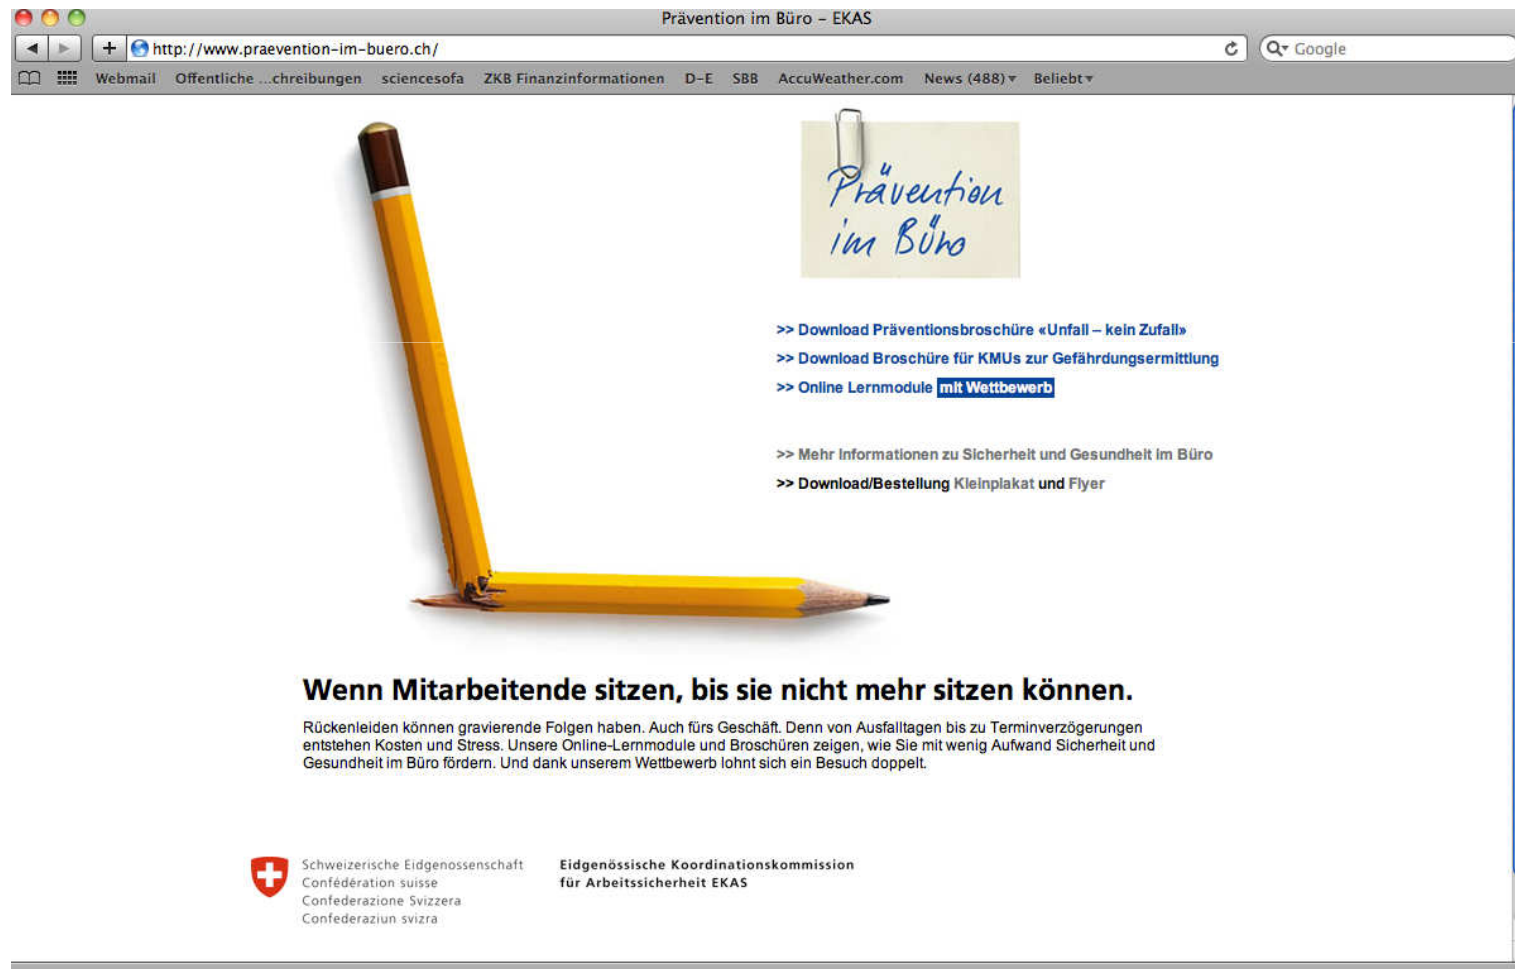 Prävention im Büro – EKAS
http://www.praevention-im-buero.ch/
Google
Webmail Offentliche ...chreibungen sciencesofa ZKB Finanzinformationen D-E SBB AccuWeather.com News (488) Beliebt
Prävention
im Büro
>> Download Präventionsbroschüre «Unfall – kein Zufall»
>> Download Broschüre für KMUs zur Gefährdungsermittlung
>> Online Lernmodule mit Wettbewerb
>> Mehr Informationen zu Sicherheit und Gesundheit im Büro
>> Download/Bestellung Kleinplakat und Flyer
Wenn Mitarbeitende sitzen, bis sie nicht mehr sitzen können.
Rückenleiden können gravierende Folgen haben. Auch fürs Geschäft. Denn von Ausfalltagen bis zu Terminverzögerungen
entstehen Kosten und Stress. Unsere Online-Lernmodule und Broschüren zeigen, wie Sie mit wenig Aufwand Sicherheit und
Gesundheit im Büro fördern. Und dank unserem Wettbewerb lohnt sich ein Besuch doppelt.
Schweizerische Eidgenossenschaft
Confédération suisse
Confederazione Svizzera
Confederaziun svizra
Eidgenössische Koordinationskommission
für Arbeitssicherheit EKAS